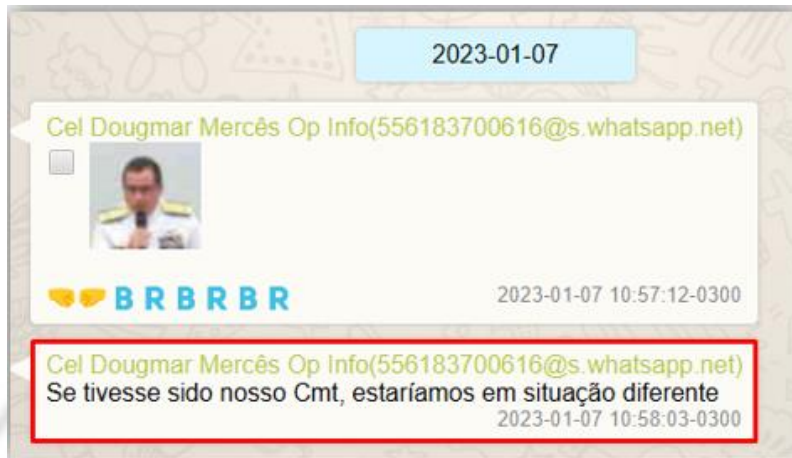 2023-01-07
Cel Dougmar Mercês Op Info(556183700616@s.whatsapp.net)
🤜🤛 B R B R B R
2023-01-07 10:57:12-0300
Cel Dougmar Mercês Op Info(556183700616@s.whatsapp.net)
Se tivesse sido nosso Cmt, estaríamos em situação diferente
2023-01-07 10:58:03-0300